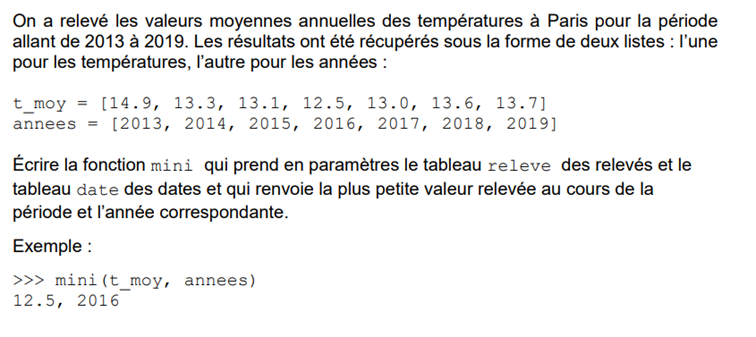 On a relevé les valeurs moyennes annuelles des températures à Paris pour la période
allant de 2013 à 2019. Les résultats ont été récupérés sous la forme de deux listes : l’une
pour les températures, l’autre pour les années :
t_moy = [14.9, 13.3, 13.1, 12.5, 13.0, 13.6, 13.7]
annees = [2013, 2014, 2015, 2016, 2017, 2018, 2019]
Écrire la fonction mini qui prend en paramètres le tableau releve des relevés et le
tableau date des dates et qui renvoie la plus petite valeur relevée au cours de la
période et l’année correspondante.
Exemple :
>>> mini(t_moy, annees)
12.5, 2016